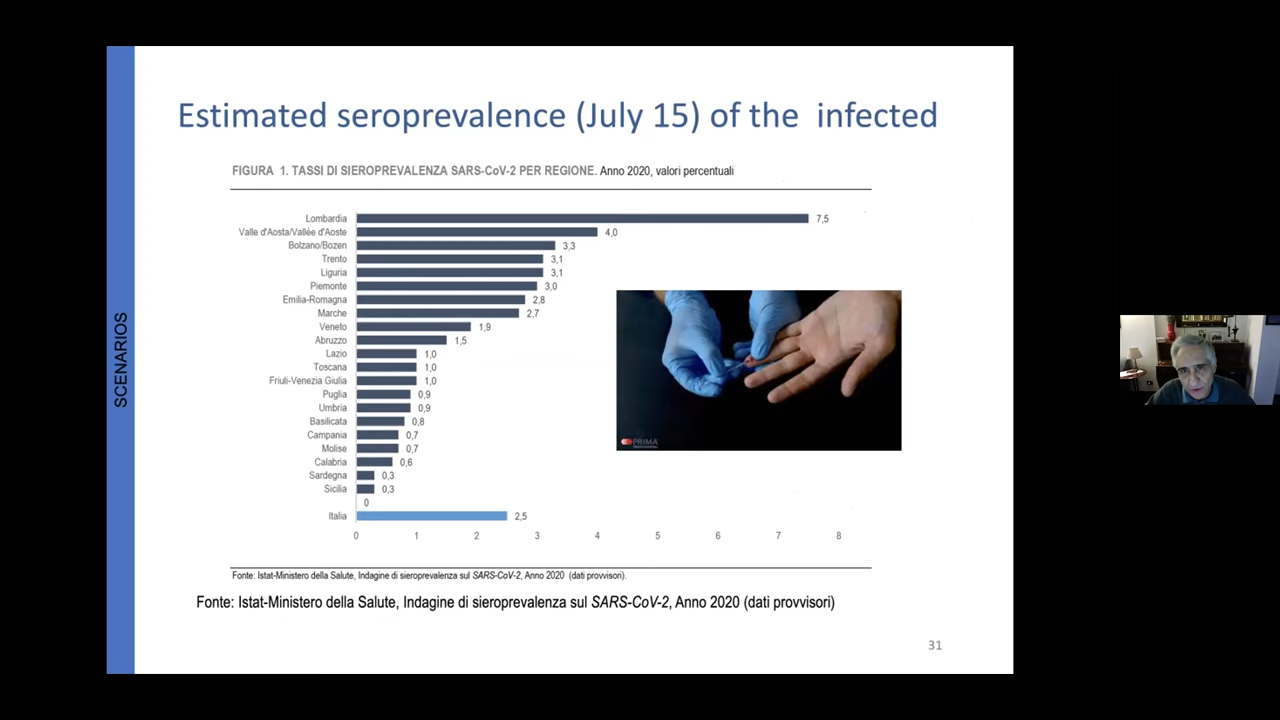 Estimated seroprevalence (July 15) of the infected
FIGURA 1. TASSI DI SIEROPREVALENZA SARS-CoV-2 PER REGIONE. Anno 2020, valori percentuali
Lombardia 7,5
Valle d'Aosta/Vallèe d'Aoste 4,0
Bolzano/Bozen 3,3
Trento 3,1
Liguria 3,1
Piemonte 3,0
Emilia-Romagna 2,8
Marche 2,7
Veneto 1,9
Abruzzo 1,5
Lazio 1,0
Toscana 1,0
Friuli-Venezia Giulia 1,0
Puglia 0,9
Umbria 0,9
Basilicata 0,8
Campania 0,7
Molise 0,7
Calabria 0,6
Sardegna 0,3
Sicilia 0,3
0
Italia 2,5
0 1 2 3 4 5 6 7 8
PRIMA
Fonte: Istat-Ministero della Salute, Indagine di sieroprevalenza sul SARS-CoV-2, Anno 2020 (dati provvisori).
Fonte: Istat-Ministero della Salute, Indagine di sieroprevalenza sul SARS-CoV-2, Anno 2020 (dati provvisori)
31
SCENARIOS